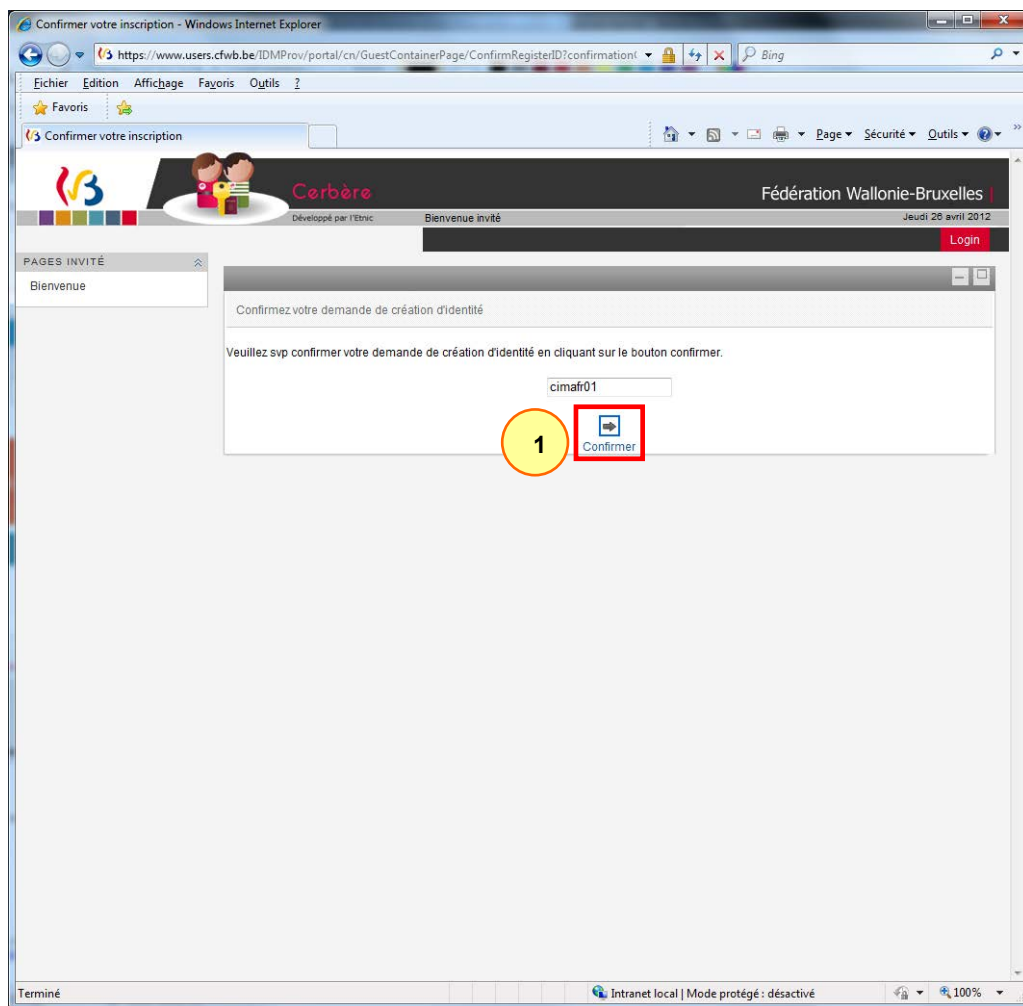 Confirmer votre inscription - Windows Internet Explorer
https://www.users.cfwb.be/IDMProv/portal/cn/GuestContainerPage/ConfirmRegisterID?confirmation
Bing
Fichier Edition Affichage Favoris Outils ?
Favoris
Confirmer votre inscription
Page Sécurité Outils
Cerbère
Fédération Wallonie-Bruxelles
Développé par l'Etnic
Bienvenue invité
Jeudi 26 avril 2012
Login
PAGES INVITÉ
Bienvenue
Confirmez votre demande de création d'identité
Veuillez svp confirmer votre demande de création d'identité en cliquant sur le bouton confirmer.
cimafr01
1
Confirmer
Terminé
Intranet local | Mode protégé : désactivé
100%